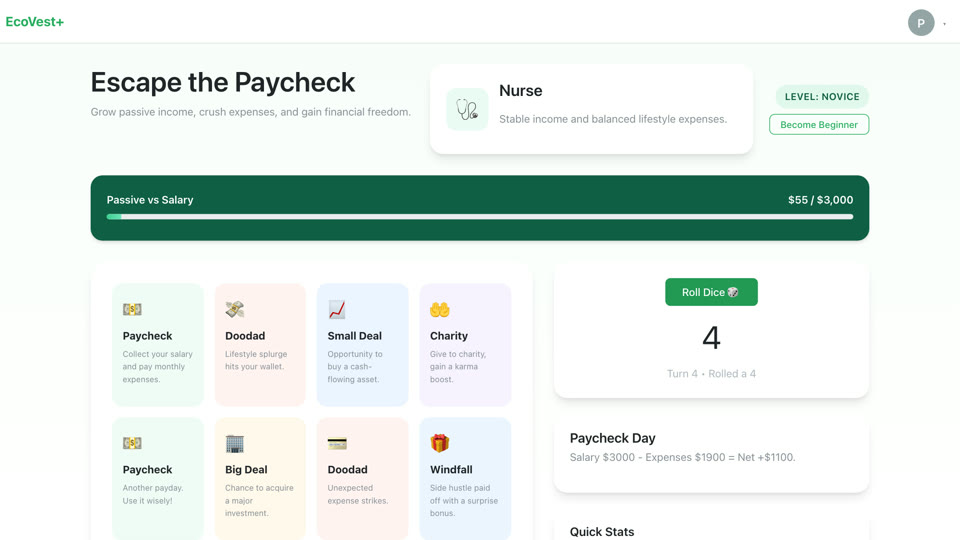 EcoVest+
P
Escape the Paycheck
Grow passive income, crush expenses, and gain financial freedom.
Nurse
Stable income and balanced lifestyle expenses.
LEVEL: NOVICE
Become Beginner
Passive vs Salary
$55 / $3,000
Paycheck
Collect your salary
and pay monthly
expenses.
Doodad
Lifestyle splurge
hits your wallet.
Small Deal
Opportunity to
buy a cash-
flowing asset.
Charity
Give to charity,
gain a karma
boost.
Paycheck
Another payday.
Use it wisely!
Big Deal
Chance to acquire
a major
investment.
Doodad
Unexpected
expense strikes.
Windfall
Side hustle paid
off with a surprise
bonus.
Roll Dice
4
Turn 4 • Rolled a 4
Paycheck Day
Salary $3000 - Expenses $1900 = Net +$1100.
Quick Stats